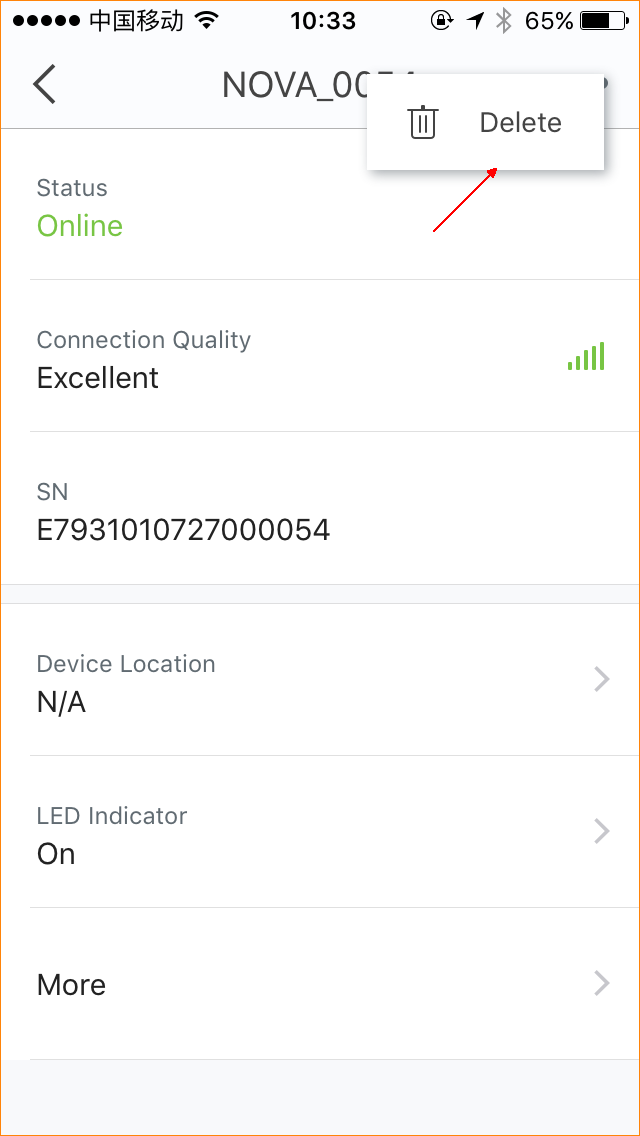 中国移动 10:33 65%
NOVA_0054
Delete
Status
Online
Connection Quality
Excellent
SN
E7931010727000054
Device Location
N/A
LED Indicator
On
More